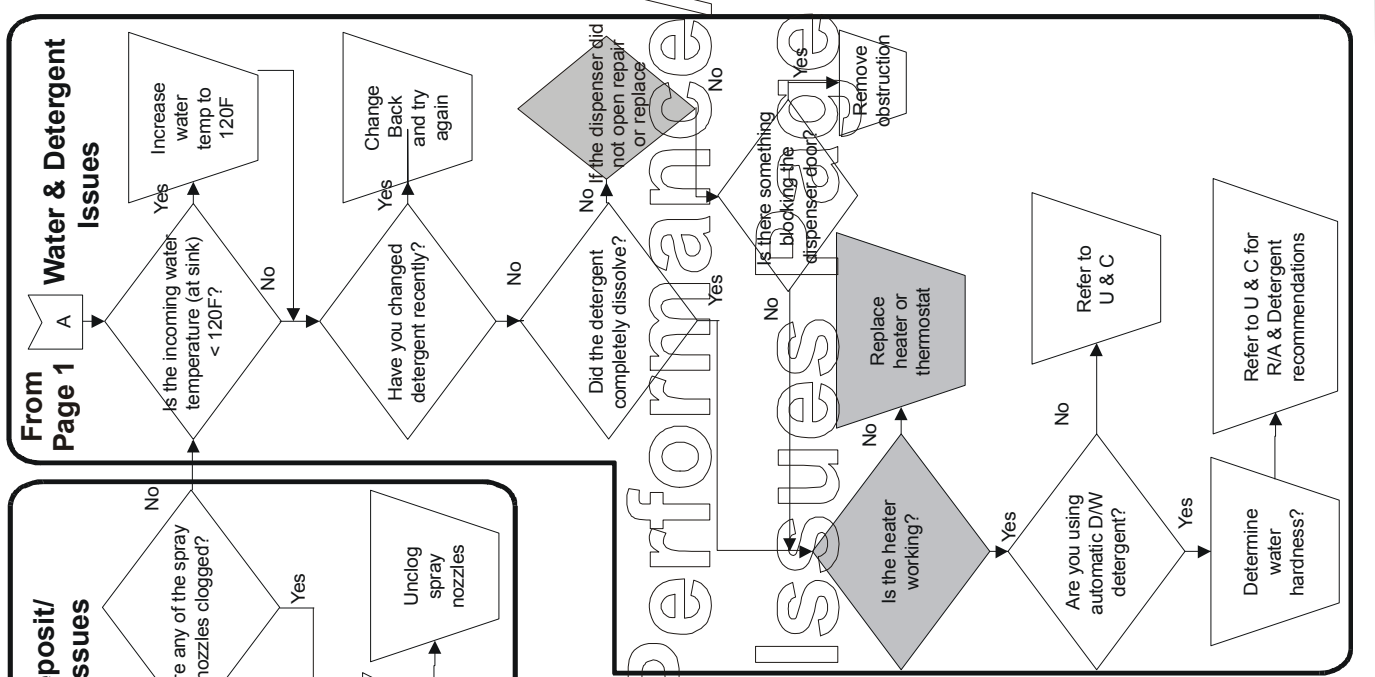 From
Page 1
Water & Detergent
Issues
A
Is the incoming water
temperature (at sink)
< 120F?
Yes
Increase
water
temp to
120F
No
Have you changed
detergent recently?
Yes
Change
Back
and try
again
No
Did the detergent
completely dissolve?
No
If the dispenser did
not open repair
or replace
No
Yes
Is there something
blocking the
dispenser door?
Yes
Remove
obstruction
No
Is the heater
working?
No
Replace
heater or
thermostat
Yes
Are you using
automatic D/W
detergent?
No
Refer to
U & C
Yes
Determine
water
hardness?
Refer to U & C for
R/A & Detergent
recommendations
posit/
ssues
re any of the spray
nozzles clogged?
No
Yes
Unclog
spray
nozzles
Performance/
Issues Page